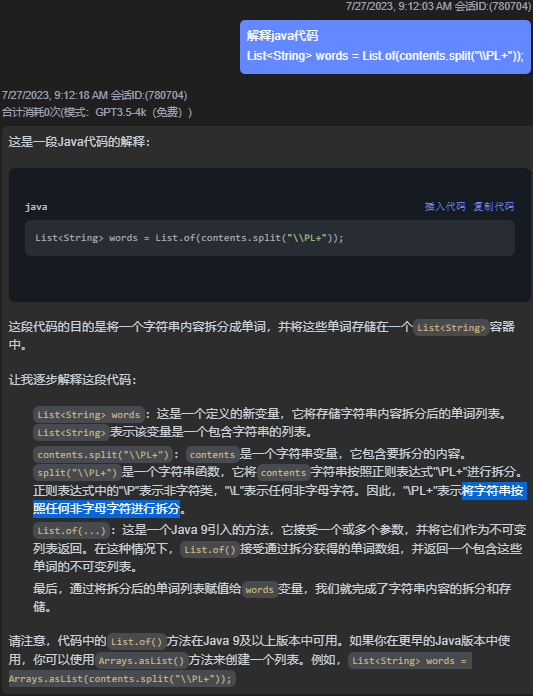 7/27/2023, 9:12:03 AM 会话ID:(780704)
解释java代码
List<String> words = List.of(contents.split("\\PL+"));
7/27/2023, 9:12:18 AM 会话ID:(780704)
合计消耗0次(模式：GPT3.5-4k（免费）)
这是一段Java代码的解释：
java 插入代码 复制代码
List<String> words = List.of(contents.split("\\PL+"));
这段代码的目的是将一个字符串内容拆分成单词，并将这些单词存储在一个List<String>容器
中。
让我逐步解释这段代码：
List<String> words：这是一个定义的新变量，它将存储字符串内容拆分后的单词列表。
List<String>表示该变量是一个包含字符串的列表。
contents.split("\\PL+")：contents是一个字符串变量，它包含要拆分的内容。
split("\\PL+")是一个字符串函数，它将contents字符串按照正则表达式"\PL+"进行拆分。
正则表达式中的"\P"表示非字符类，"\L"表示任何非字母字符。因此，"\PL+"表示将字符串按
照任何非字母字符进行拆分。
List.of(...)：这是一个Java 9引入的方法，它接受一个或多个参数，并将它们作为不可变
列表返回。在这种情况下，List.of()接受通过拆分获得的单词数组，并返回一个包含这些
单词的不可变列表。
最后，通过将拆分后的单词列表赋值给words变量，我们就完成了字符串内容的拆分和存
储。
请注意，代码中的List.of()方法在Java 9及以上版本中可用。如果你在更早的Java版本中使
用，你可以使用Arrays.asList()方法来创建一个列表。例如，List<String> words =
Arrays.asList(contents.split("\\PL+"));